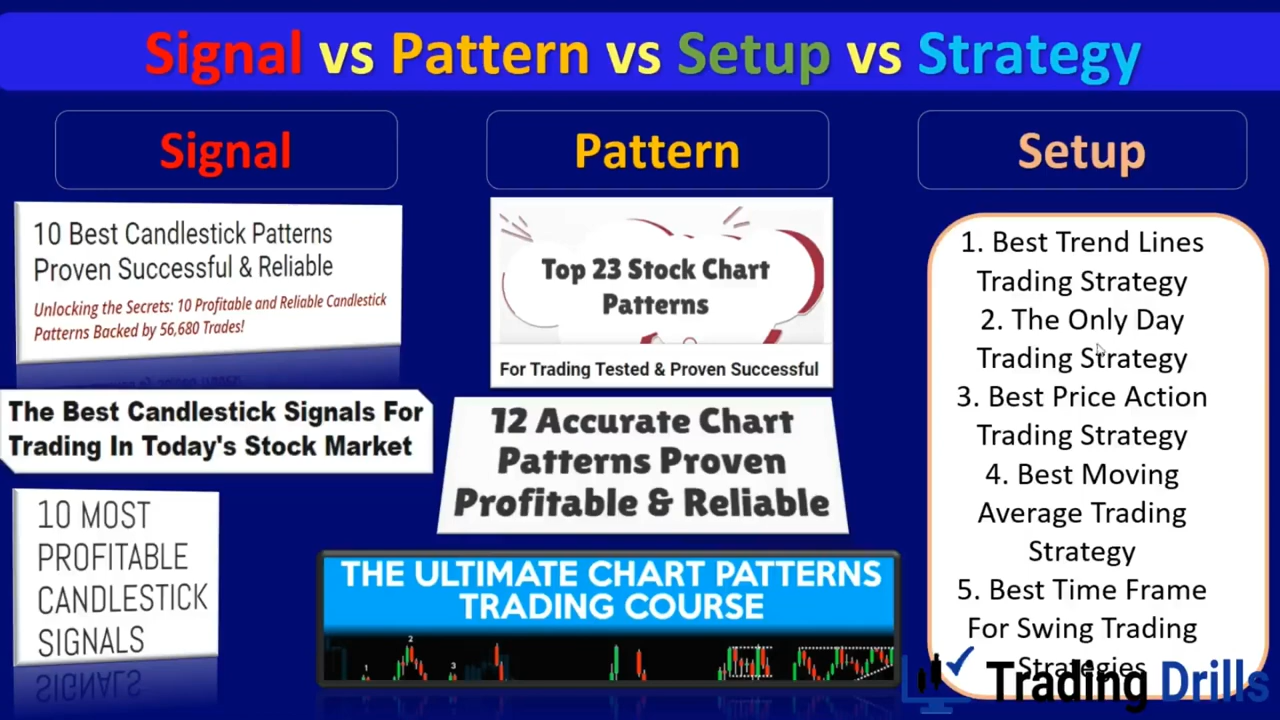 Signal vs Pattern vs Setup vs Strategy
Signal
10 Best Candlestick Patterns
Proven Successful & Reliable
Unlocking the Secrets: 10 Profitable and Reliable Candlestick
Patterns Backed by 56,680 Trades!
The Best Candlestick Signals For
Trading In Today's Stock Market
10 MOST
PROFITABLE
CANDLESTICK
SIGNALS
Pattern
Top 23 Stock Chart
Patterns
For Trading Tested & Proven Successful
12 Accurate Chart
Patterns Proven
Profitable & Reliable
THE ULTIMATE CHART PATTERNS
TRADING COURSE
1
2
3
Setup
1. Best Trend Lines
Trading Strategy
2. The Only Day
Trading Strategy
3. Best Price Action
Trading Strategy
4. Best Moving
Average Trading
Strategy
5. Best Time Frame
For Swing Trading
Strategies
Trading Drills